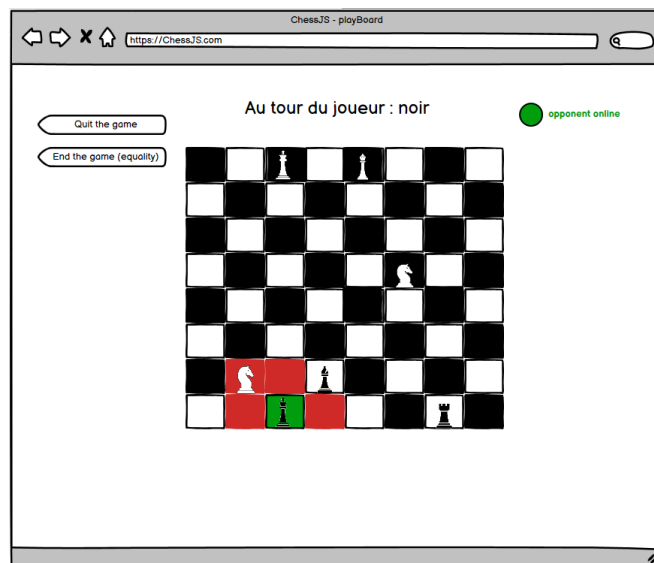 ChessJS - playBoard
https://ChessJS.com
Au tour du joueur : noir
opponent online
Quit the game
End the game (equality)